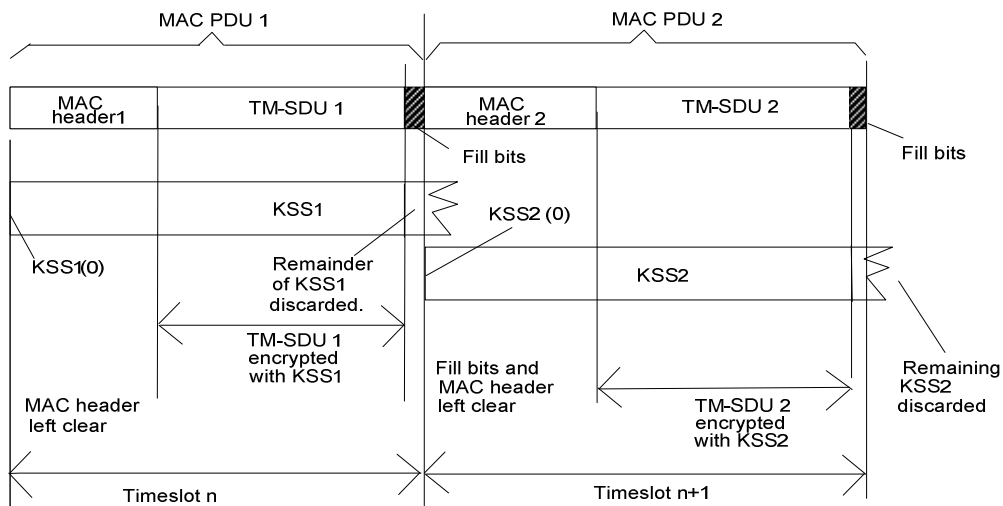 MAC PDU 1
MAC PDU 2
MAC
header1
TM-SDU 1
MAC
header 2
TM-SDU 2
Fill bits
Fill bits
KSS1
KSS2 (0)
KSS1(0)
Remainder
of KSS1
discarded.
KSS2
TM-SDU 1
encrypted
with KSS1
Fill bits and
MAC header
left clear
Remaining
KSS2
discarded
MAC header
left clear
TM-SDU 2
encrypted
with KSS2
Timeslot n
Timeslot n+1